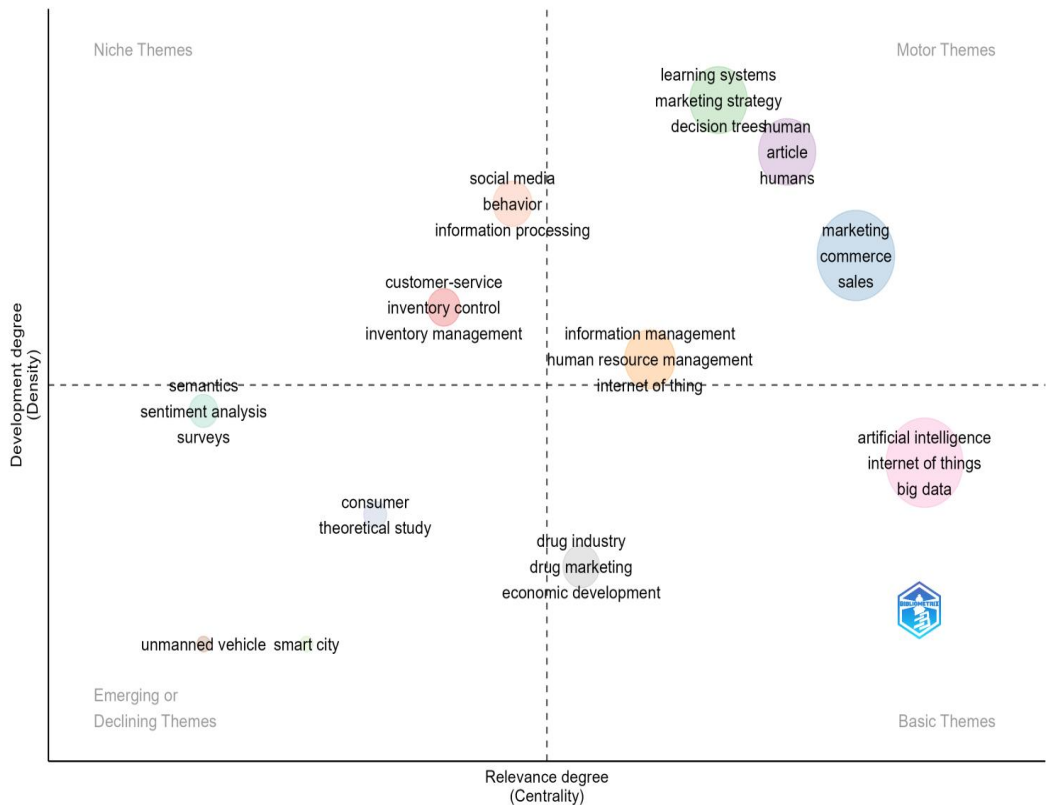 Niche Themes
Motor Themes
learning systems
marketing strategy
decision trees
human
article
humans
social media
behavior
information processing
marketing
commerce
sales
customer-service
inventory control
inventory management
information management
human resource management
internet of thing
semantics
sentiment analysis
surveys
artificial intelligence
internet of things
big data
consumer
theoretical study
drug industry
drug marketing
economic development
BIBLIOMETRIX
unmanned vehicle
smart city
Emerging or
Declining Themes
Basic Themes
Development degree
(Density)
Relevance degree
(Centrality)